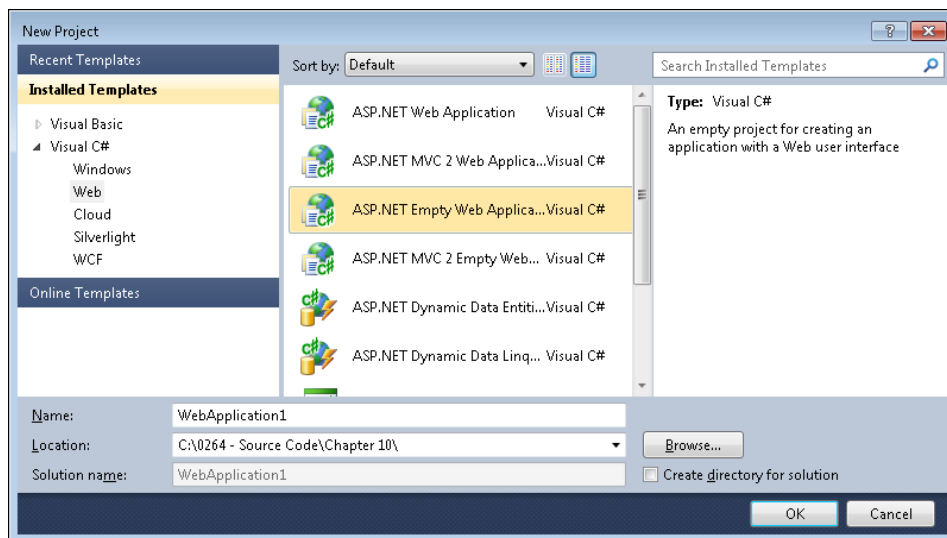 New Project
Recent Templates
Installed Templates
Visual Basic
Visual C#
Windows
Web
Cloud
Silverlight
WCF
Online Templates
Sort by: Default
ASP.NET Web Application Visual C#
ASP.NET MVC 2 Web Applica...Visual C#
ASP.NET Empty Web Applica...Visual C#
ASP.NET MVC 2 Empty Web... Visual C#
ASP.NET Dynamic Data Entiti...Visual C#
ASP.NET Dynamic Data Linq... Visual C#
Search Installed Templates
Type: Visual C#
An empty project for creating an
application with a Web user interface
Name: WebApplication1
Location: C:\0264 - Source Code\Chapter 10\
Browse...
Solution name: WebApplication1
Create directory for solution
OK Cancel